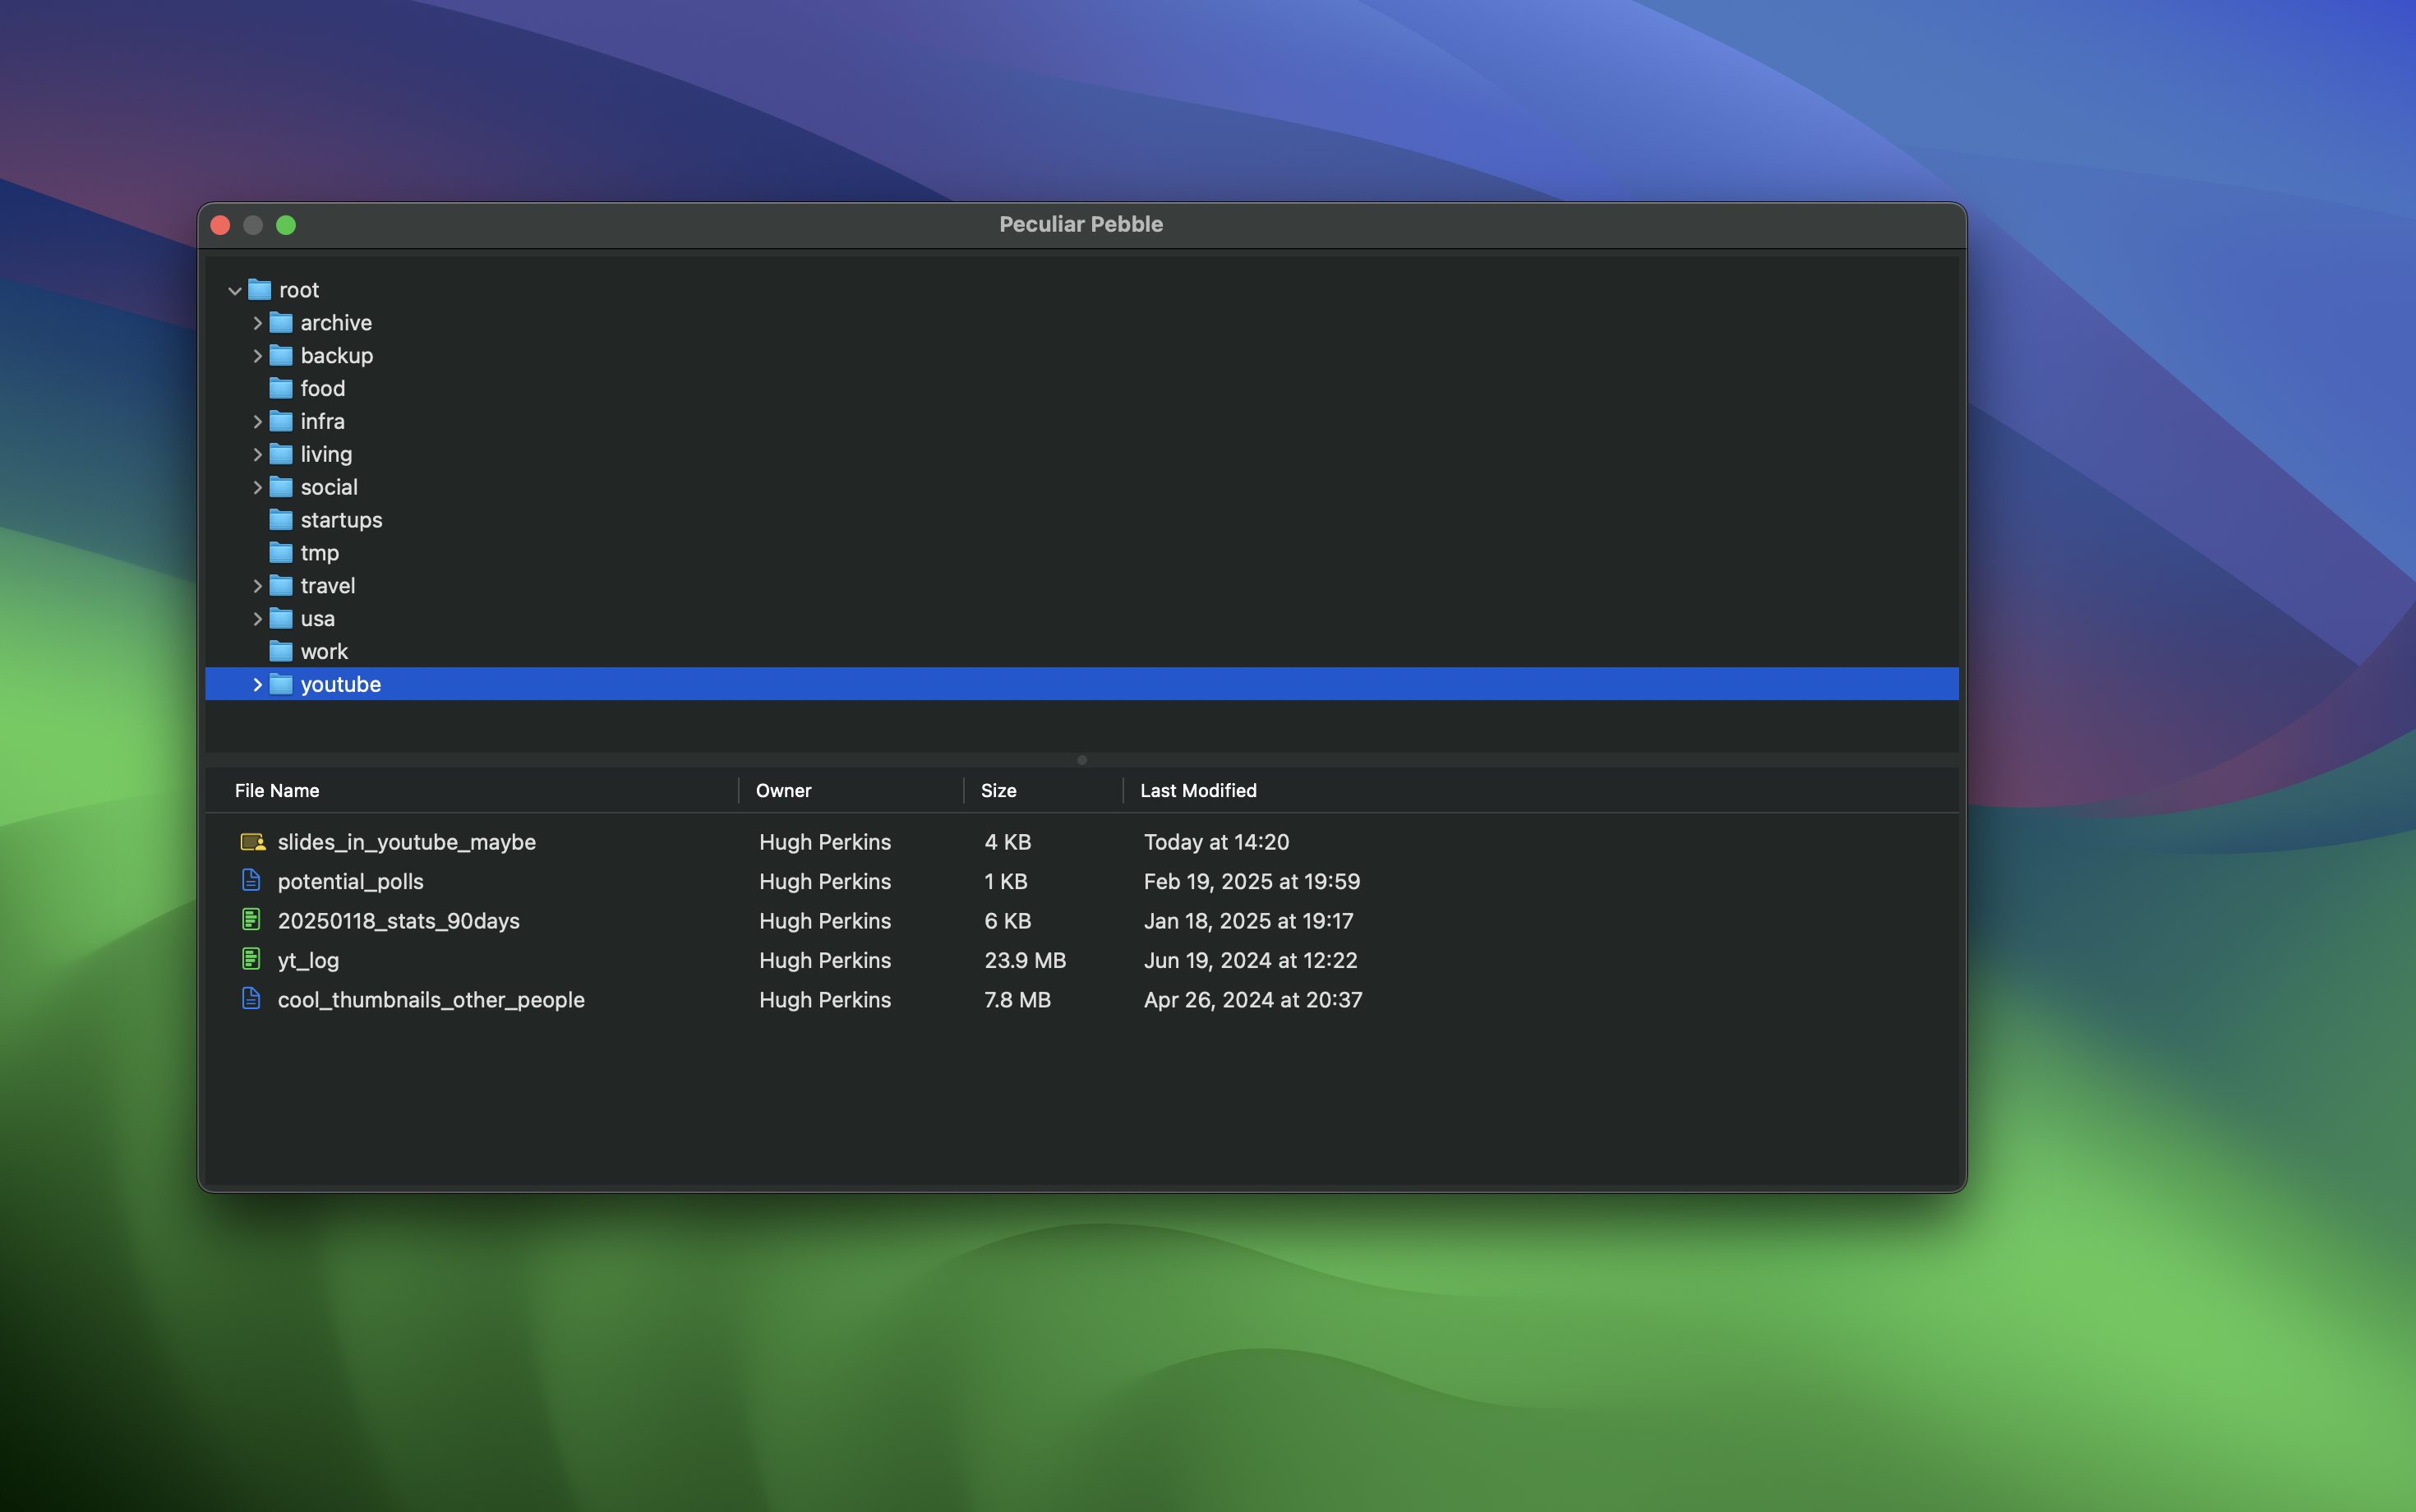 Peculiar Pebble
root
archive
backup
food
infra
living
social
startups
tmp
travel
usa
work
youtube
File Name Owner Size Last Modified
slides_in_youtube_maybe Hugh Perkins 4 KB Today at 14:20
potential_polls Hugh Perkins 1 KB Feb 19, 2025 at 19:59
20250118_stats_90days Hugh Perkins 6 KB Jan 18, 2025 at 19:17
yt_log Hugh Perkins 23.9 MB Jun 19, 2024 at 12:22
cool_thumbnails_other_people Hugh Perkins 7.8 MB Apr 26, 2024 at 20:37